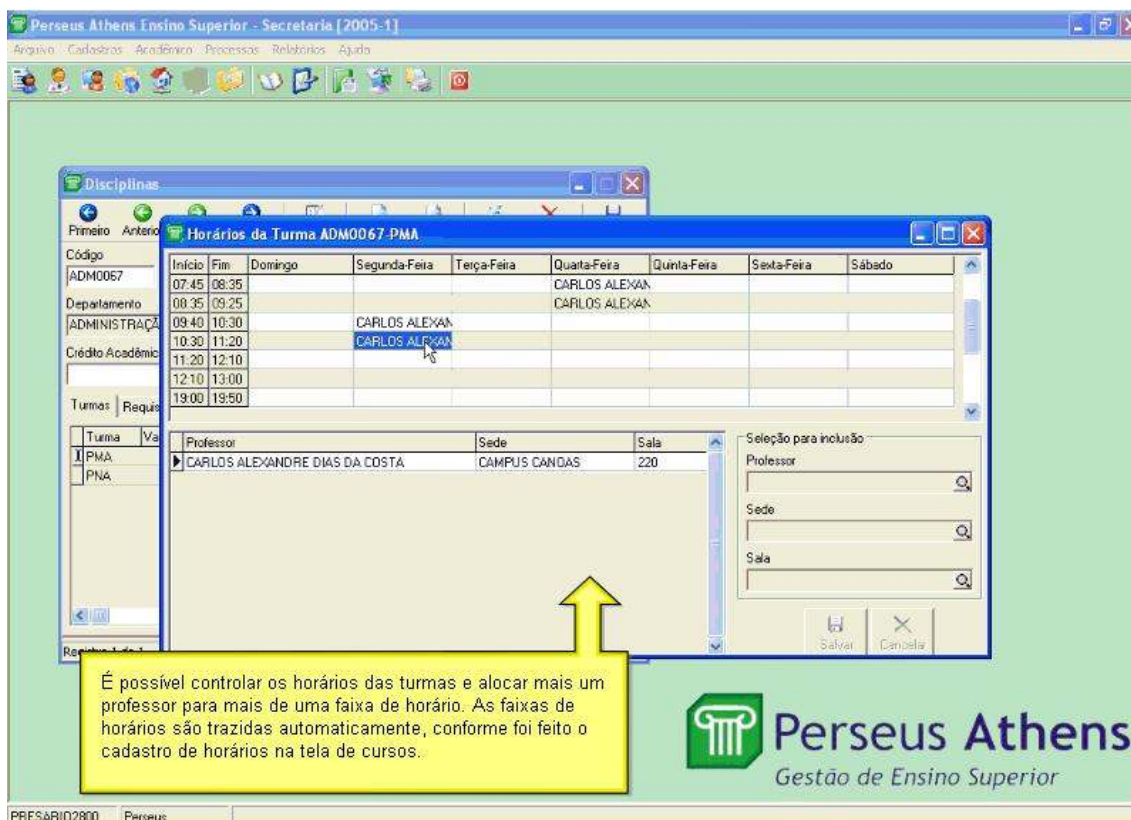 Perseus Athens Ensino Superior - Secretaria [2005-1]
Arquivo Cadastros Acadêmico Processos Relatórios Ajuda
Disciplinas
Primeiro Anterio
Horários da Turma ADM0067-PMA
Código
ADM0067
Departamento
ADMINISTRAÇÃ
Crédito Acadêmic
Turmas Requis
Turma Va
PMA
PNA
Início Fim Domingo Segunda-Feira Terça-Feira Quarta-Feira Quinta-Feira Sexta-Feira Sábado
07:45 08:35 CARLOS ALEXAN
08:35 09:25 CARLOS ALEXAN
09:40 10:30 CARLOS ALEXAN
10:30 11:20 CARLOS ALEXAN
11:20 12:10
12:10 13:00
19:00 19:50
Professor Sede Sala
CARLOS ALEXANDRE DIAS DA COSTA CAMPUS CANOAS 220
Seleção para inclusão
Professor
Sede
Sala
Salvar Cancela
É possível controlar os horários das turmas e alocar mais um
professor para mais de uma faixa de horário. As faixas de
horários são trazidas automaticamente, conforme foi feito o
cadastro de horários na tela de cursos.
Perseus Athens
Gestão de Ensino Superior
PRESARIO2800 Perseus